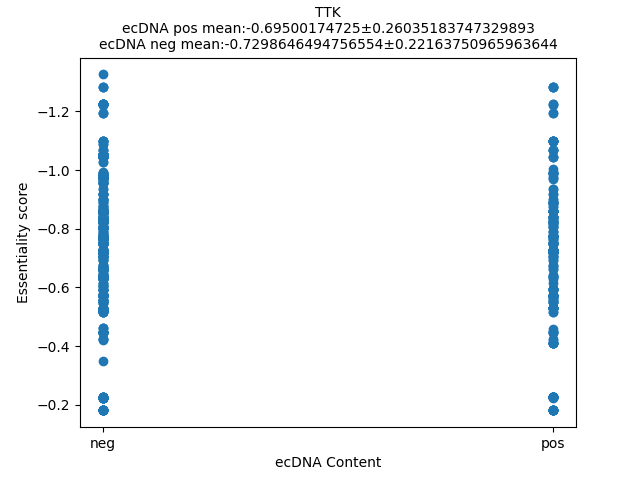 TTK
ecDNA pos mean:-0.69500174725±0.26035183747329893
ecDNA neg mean:-0.7298646494756554±0.22163750965963644
−1.2
−1.0
−0.8
−0.6
−0.4
−0.2
Essentiality score
neg
pos
ecDNA Content